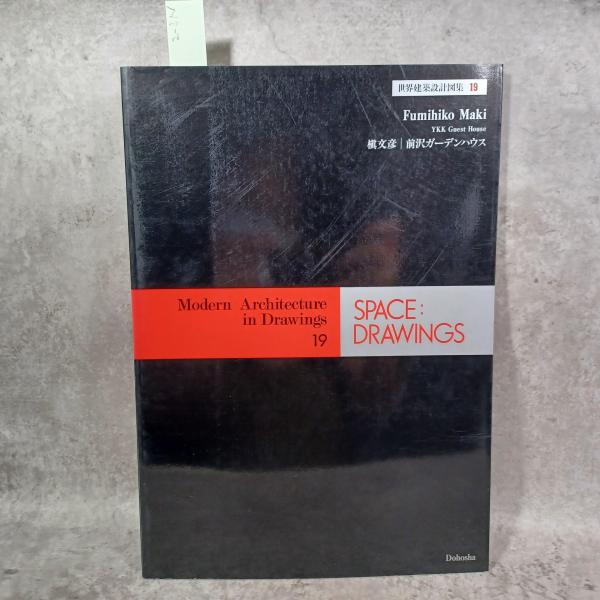 世界建築設計図集 19
Fumihiko Maki
YKK Guest House
槇文彦|前沢ガーデンハウス
Modern Architecture
in Drawings
19
SPACE:
DRAWINGS
Dohosha